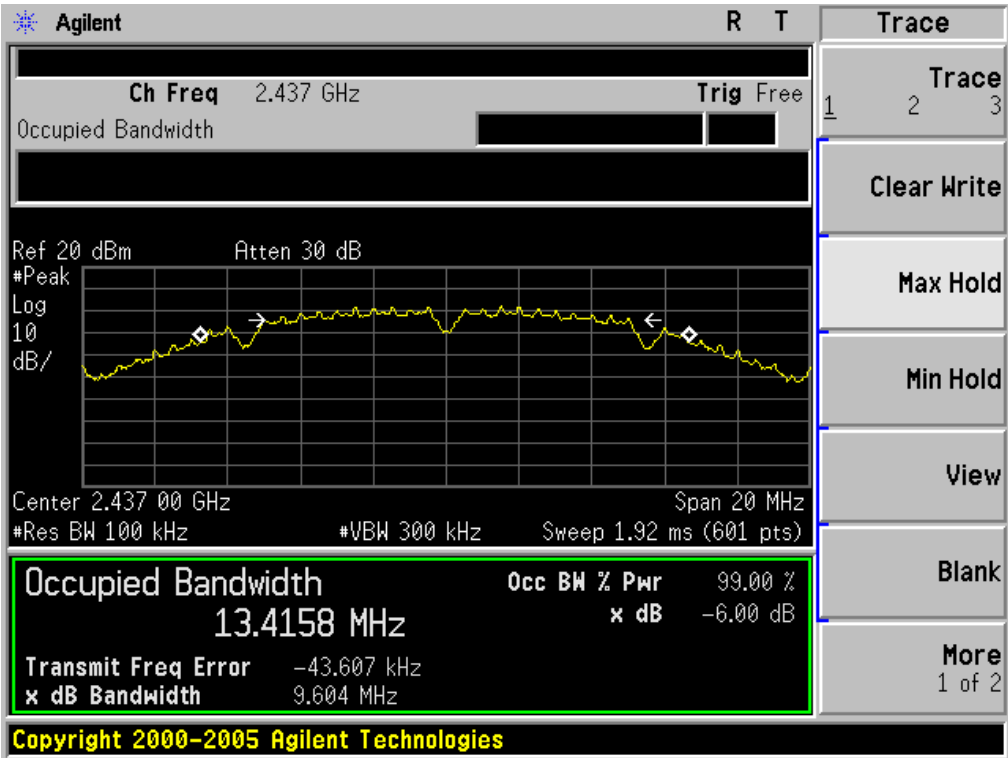 Agilent R T Trace
Ch Freq 2.437 GHz Trig Free
Occupied Bandwidth
Ref 20 dBm Atten 30 dB
#Peak
Log
10
dB/
Center 2.437 00 GHz Span 20 MHz
#Res BW 100 kHz #VBW 300 kHz Sweep 1.92 ms (601 pts)
Occupied Bandwidth Occ BW % Pwr 99.00 %
13.4158 MHz x dB -6.00 dB
Transmit Freq Error -43.607 kHz
x dB Bandwidth 9.604 MHz
Copyright 2000-2005 Agilent Technologies
Trace
1 2 3
Clear Write
Max Hold
Min Hold
View
Blank
More
1 of 2